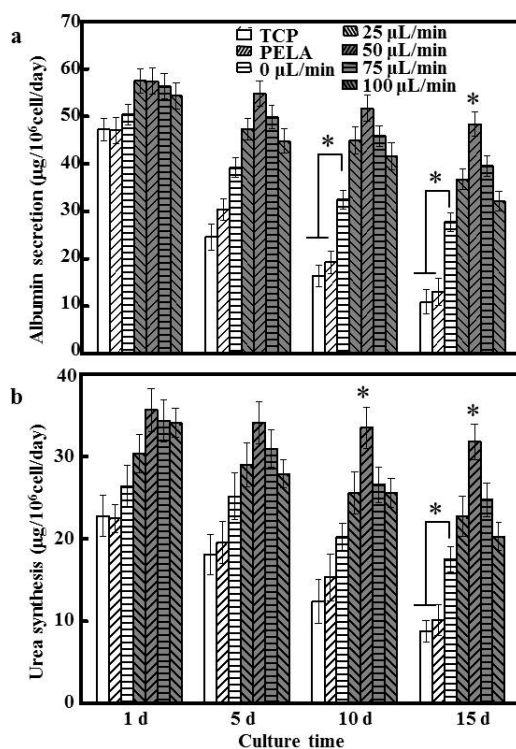 a
TCP
PELA
0 µL/min
25 µL/min
50 µL/min
75 µL/min
100 µL/min
Albumin secretion (µg/10⁶cell/day)
70
60
50
40
30
20
10
0
*
*
*
b
Urea synthesis (µg/10⁶cell/day)
40
30
20
10
0
*
*
*
1 d 5 d 10 d 15 d
Culture time